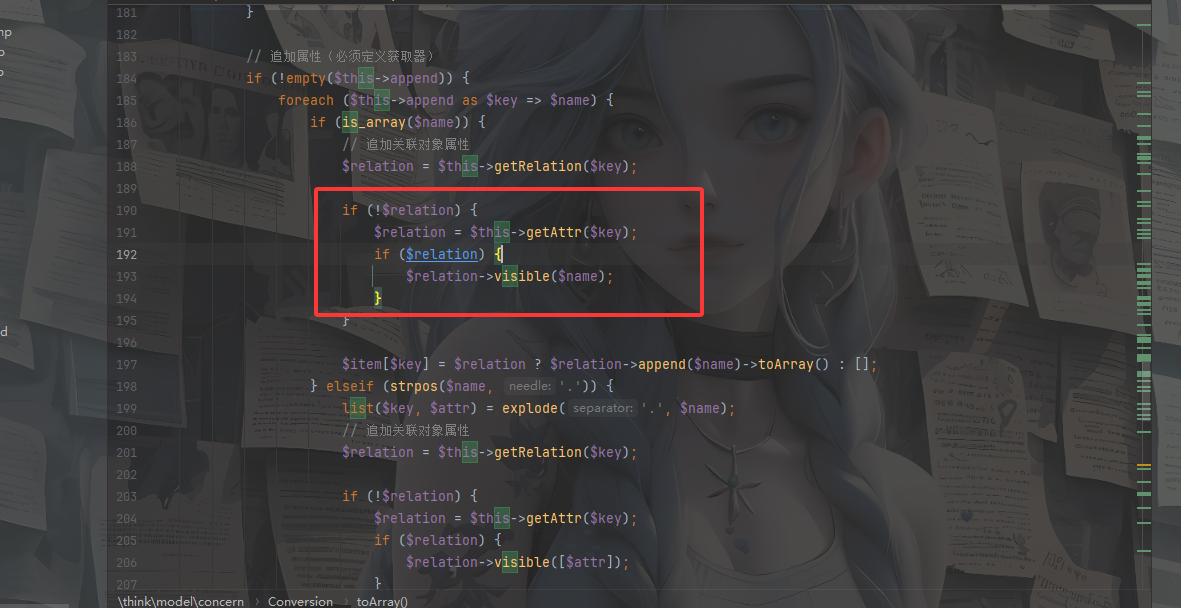 181 }
182
183 // 追加属性（必须定义获取器）
184 if (!empty($this->append)) {
185 foreach ($this->append as $key => $name) {
186 if (is_array($name)) {
187 // 追加关联对象属性
188 $relation = $this->getRelation($key);
189
190 if (!$relation) {
191 $relation = $this->getAttr($key);
192 if ($relation) {
193 $relation->visible($name);
194 }
195 }
196
197 $item[$key] = $relation ? $relation->append($name)->toArray() : [];
198 } elseif (strpos($name, needle: '.')) {
199 list($key, $attr) = explode( separator: '.', $name);
200 // 追加关联对象属性
201 $relation = $this->getRelation($key);
202
203 if (!$relation) {
204 $relation = $this->getAttr($key);
205 if ($relation) {
206 $relation->visible([$attr]);
207 }
\think\model\concern › Conversion › toArray()